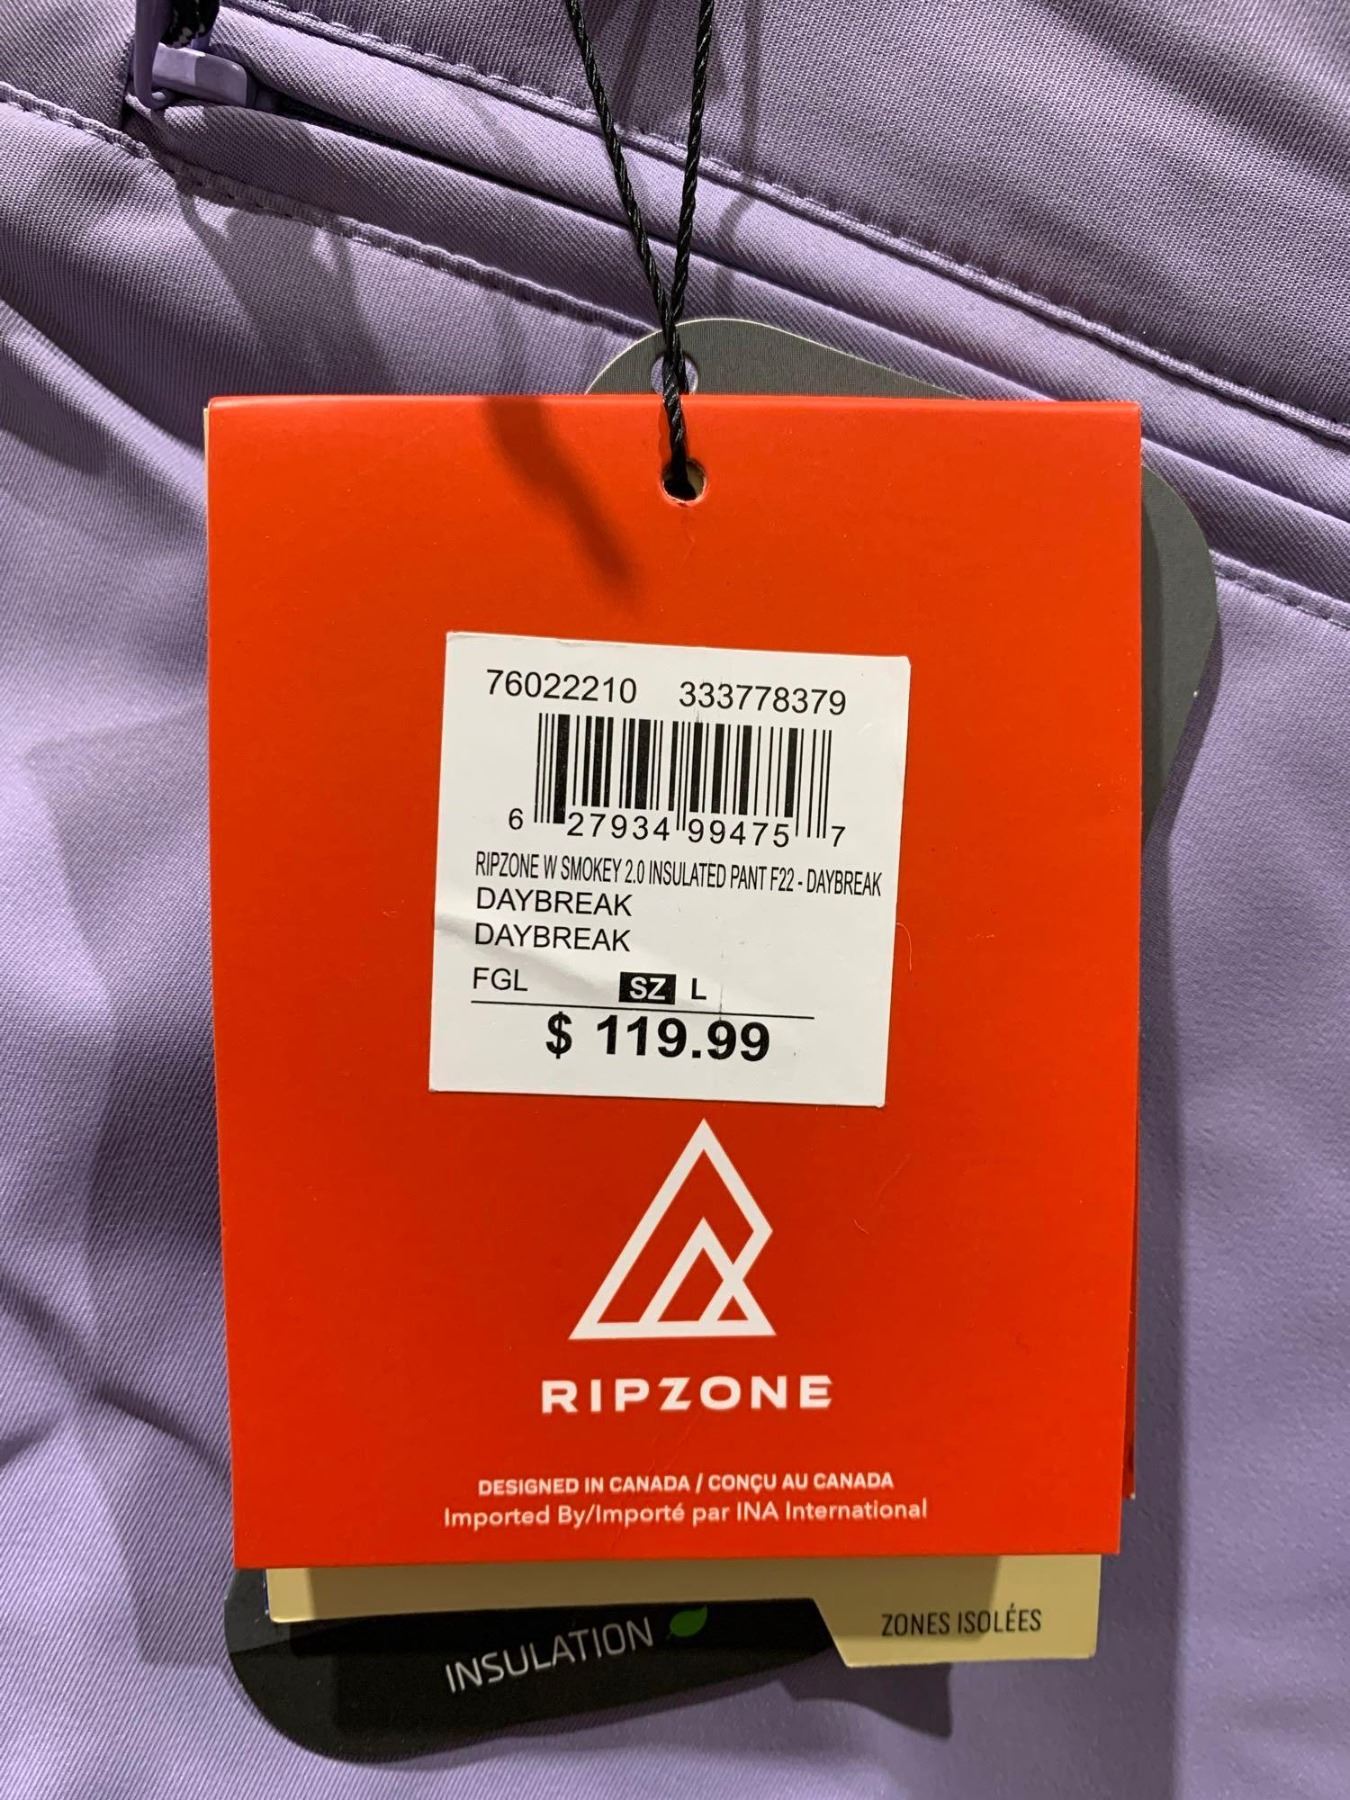 76022210 333778379
6 27934 99475 7
RIPZONE W SMOKEY 2.0 INSULATED PANT F22 - DAYBREAK
DAYBREAK
DAYBREAK
FGL SZ L
$ 119.99
RIPZONE
DESIGNED IN CANADA / CONÇU AU CANADA
Imported By/Importé par INA International
ZONES ISOLÉES
INSULATION